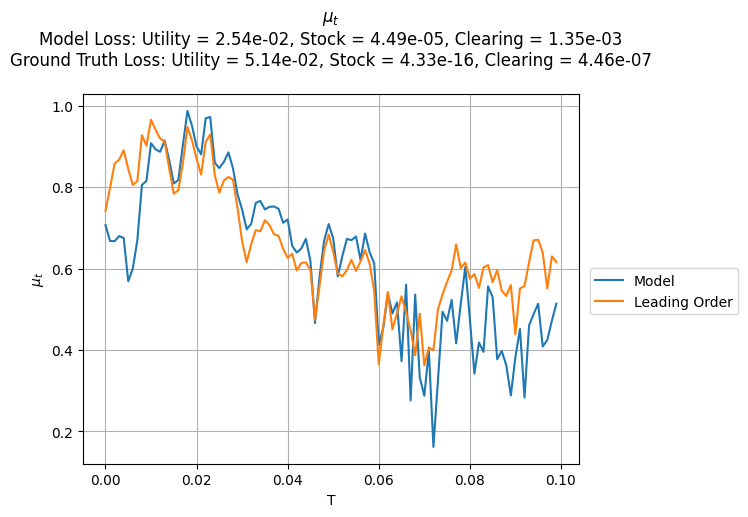 μₜ
Model Loss: Utility = 2.54e-02, Stock = 4.49e-05, Clearing = 1.35e-03
Ground Truth Loss: Utility = 5.14e-02, Stock = 4.33e-16, Clearing = 4.46e-07
1.0
0.8
0.6
0.4
0.2
μₜ
0.00
0.02
0.04
0.06
0.08
0.10
T
Model
Leading Order